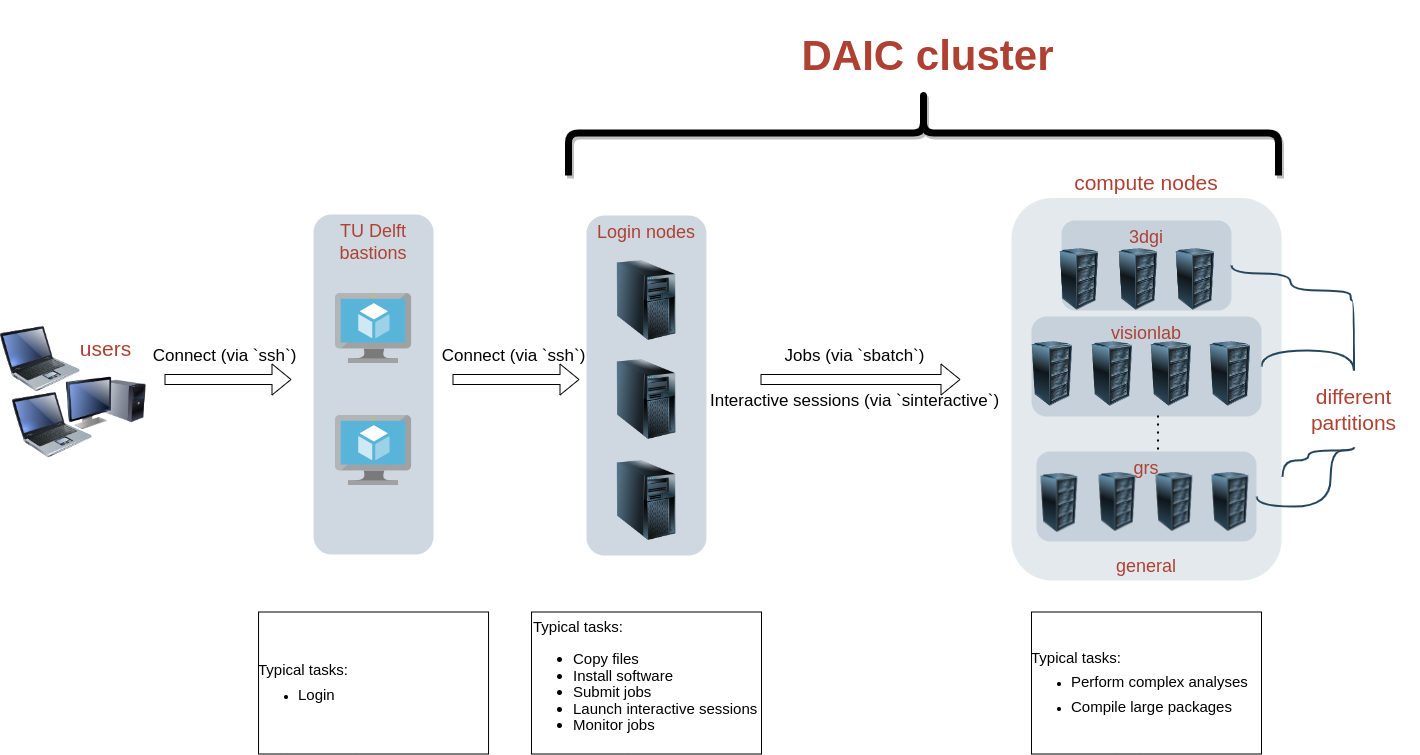 DAIC cluster
compute nodes
TU Delft
bastions
Login nodes
3dgi
visionlab
users
Connect (via `ssh`)
Connect (via `ssh`)
Jobs (via `sbatch`)
Interactive sessions (via `sinteractive`)
different
partitions
grs
general
Typical tasks:
• Login
Typical tasks:
• Copy files
• Install software
• Submit jobs
• Launch interactive sessions
• Monitor jobs
Typical tasks:
• Perform complex analyses
• Compile large packages